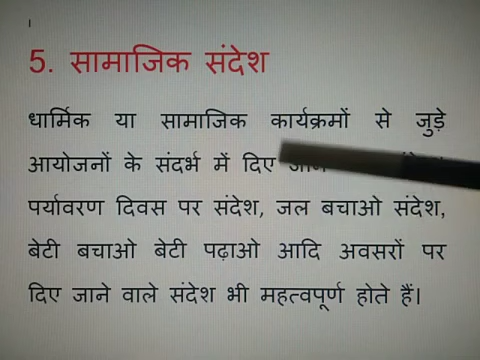 5. सामाजिक संदेश
धार्मिक या सामाजिक कार्यक्रमों से जुड़े
आयोजनों के संदर्भ में दिए जाने
पर्यावरण दिवस पर संदेश, जल बचाओ संदेश,
बेटी बचाओ बेटी पढ़ाओ आदि अवसरों पर
दिए जाने वाले संदेश भी महत्वपूर्ण होते हैं।